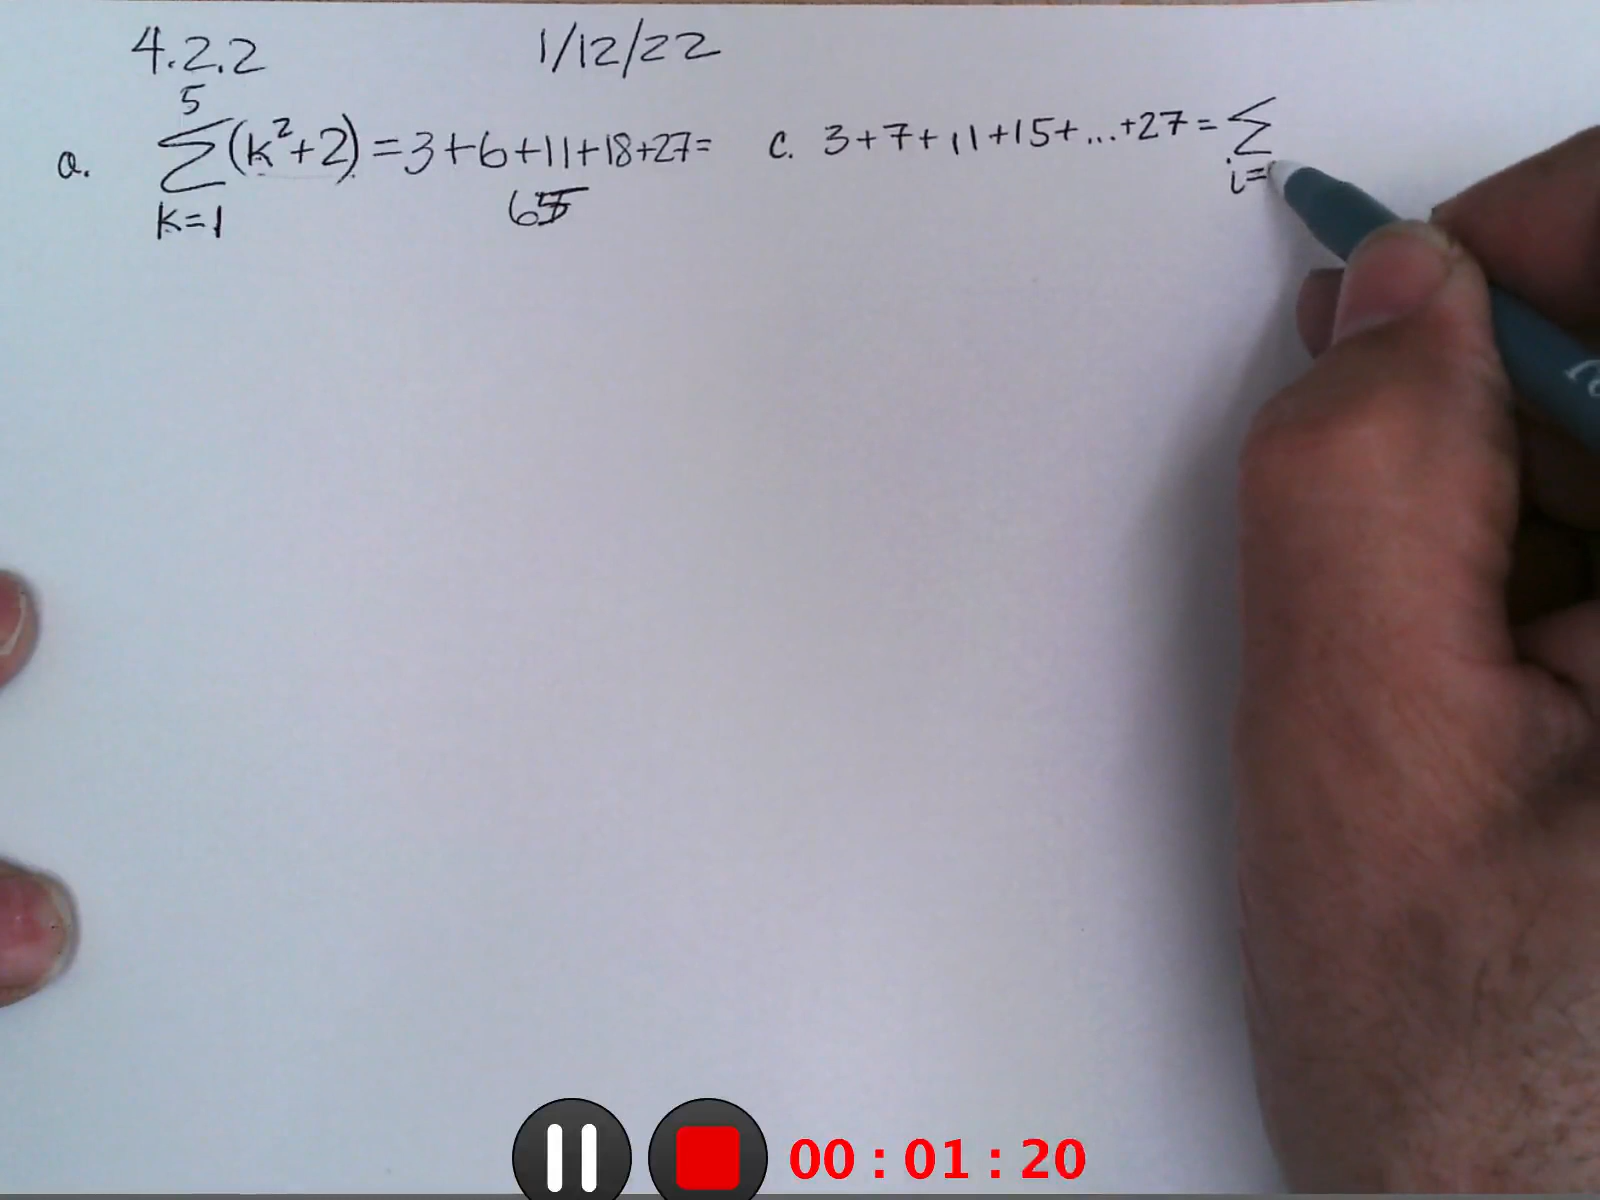 4.2.2 1/12/22
a. 5 ∑ k=1 (k²+2) = 3+6+11+18+27=
65
c. 3+7+11+15+...+27= ∑ i=
00 : 01 : 20